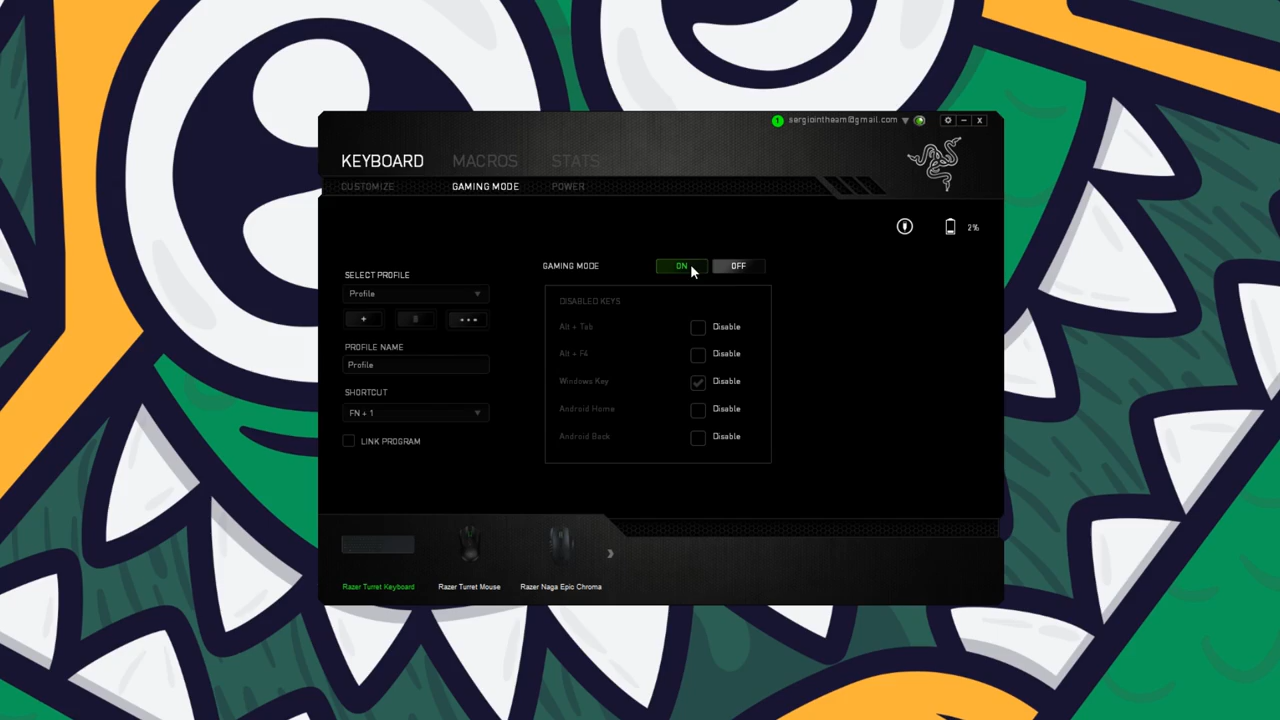 1 sergiointheam@gmail.com
KEYBOARD MACROS STATS
CUSTOMIZE GAMING MODE POWER
2%
SELECT PROFILE
Profile
+ ...
PROFILE NAME
Profile
SHORTCUT
FN + 1
LINK PROGRAM
GAMING MODE ON OFF
DISABLED KEYS
Alt + Tab Disable
Alt + F4 Disable
Windows Key Disable
Android Home Disable
Android Back Disable
Razer Turret Keyboard Razer Turret Mouse Razer Naga Epic Chroma